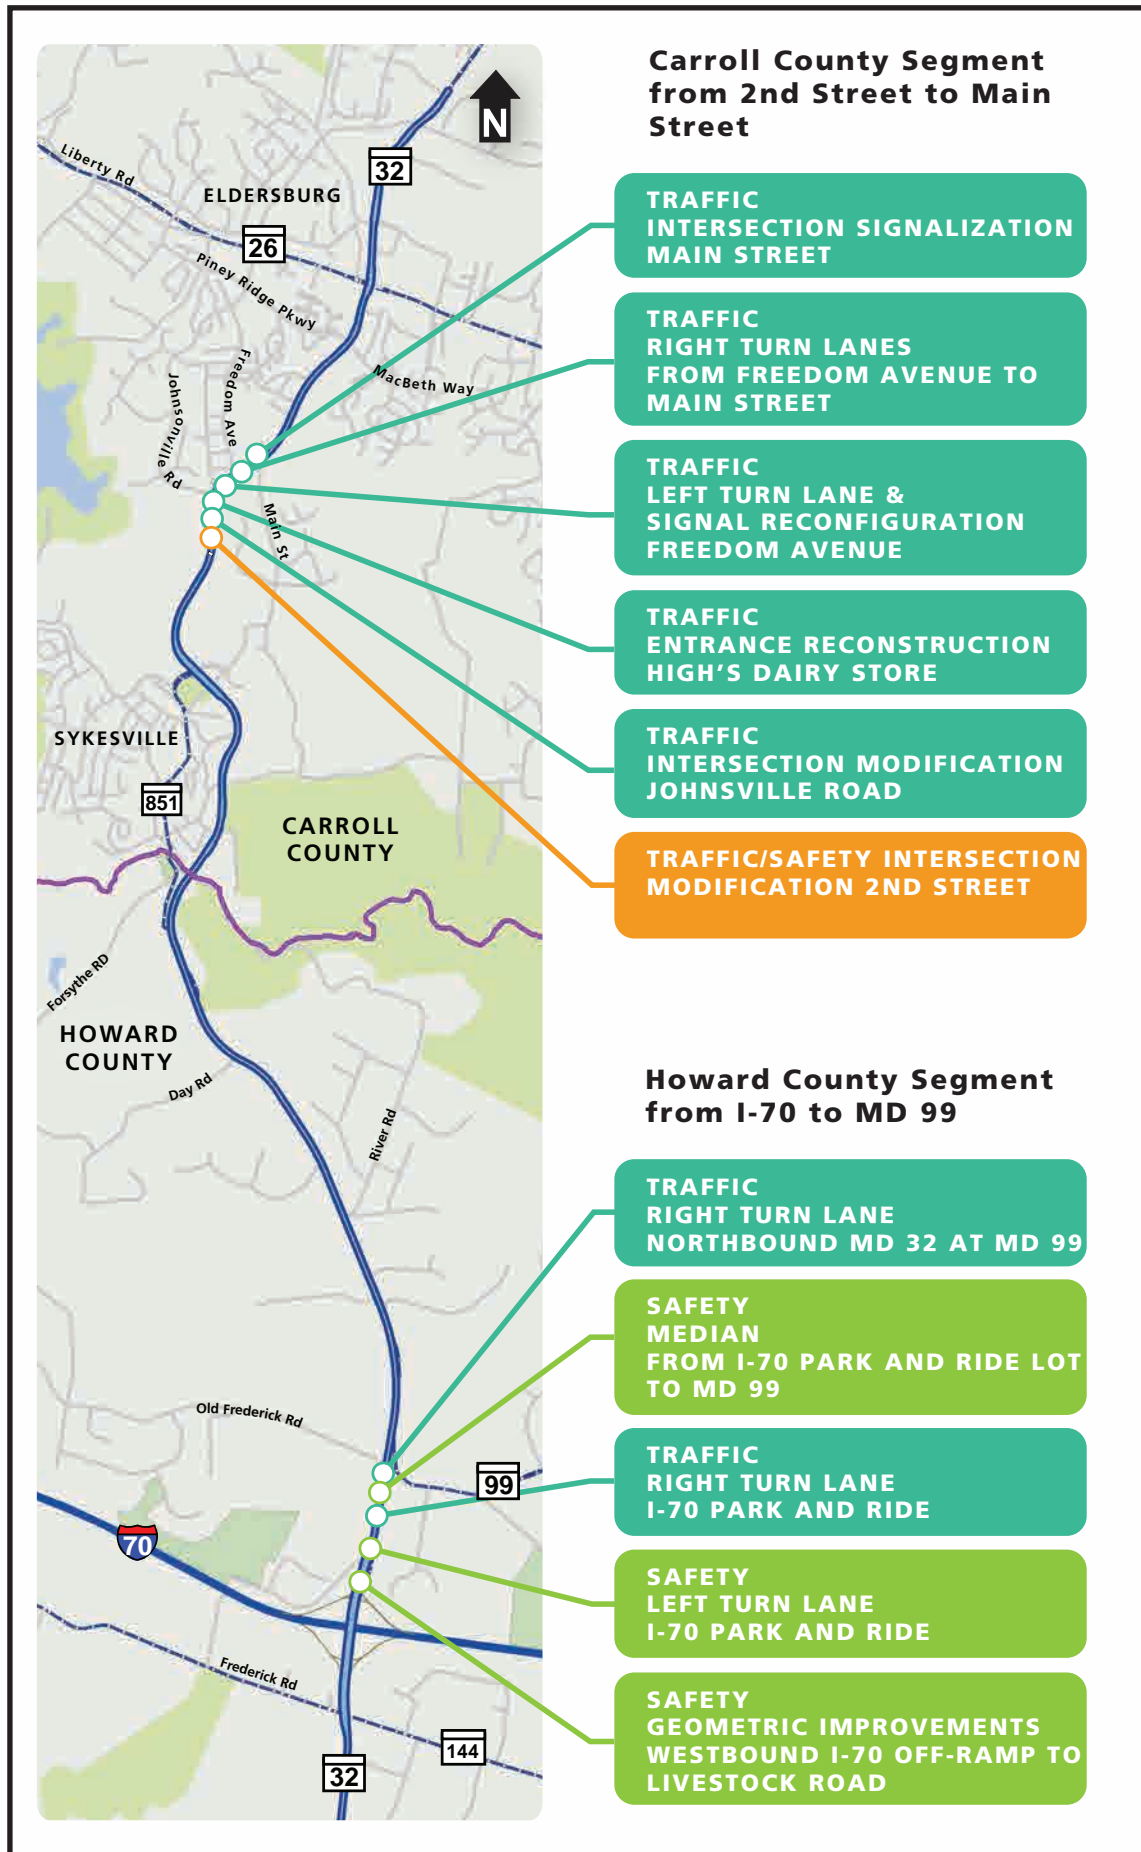 Carroll County Segment
from 2nd Street to Main
Street
TRAFFIC
INTERSECTION SIGNALIZATION
MAIN STREET
TRAFFIC
RIGHT TURN LANES
FROM FREEDOM AVENUE TO
MAIN STREET
TRAFFIC
LEFT TURN LANE &
SIGNAL RECONFIGURATION
FREEDOM AVENUE
TRAFFIC
ENTRANCE RECONSTRUCTION
HIGH'S DAIRY STORE
TRAFFIC
INTERSECTION MODIFICATION
JOHNSVILLE ROAD
TRAFFIC/SAFETY INTERSECTION
MODIFICATION 2ND STREET
Howard County Segment
from I-70 to MD 99
TRAFFIC
RIGHT TURN LANE
NORTHBOUND MD 32 AT MD 99
SAFETY
MEDIAN
FROM I-70 PARK AND RIDE LOT
TO MD 99
TRAFFIC
RIGHT TURN LANE
I-70 PARK AND RIDE
SAFETY
LEFT TURN LANE
I-70 PARK AND RIDE
SAFETY
GEOMETRIC IMPROVEMENTS
WESTBOUND I-70 OFF-RAMP TO
LIVESTOCK ROAD
N
32
Liberty Rd
ELDERSBURG
26
Piney Ridge Pkwy
MacBeth Way
Freedom Ave
Johnsonville Rd
Main St
SYKESVILLE
851
CARROLL
COUNTY
Forsythe RD
HOWARD
COUNTY
Day Rd
River Rd
Old Frederick Rd
99
70
Frederick Rd
144
32